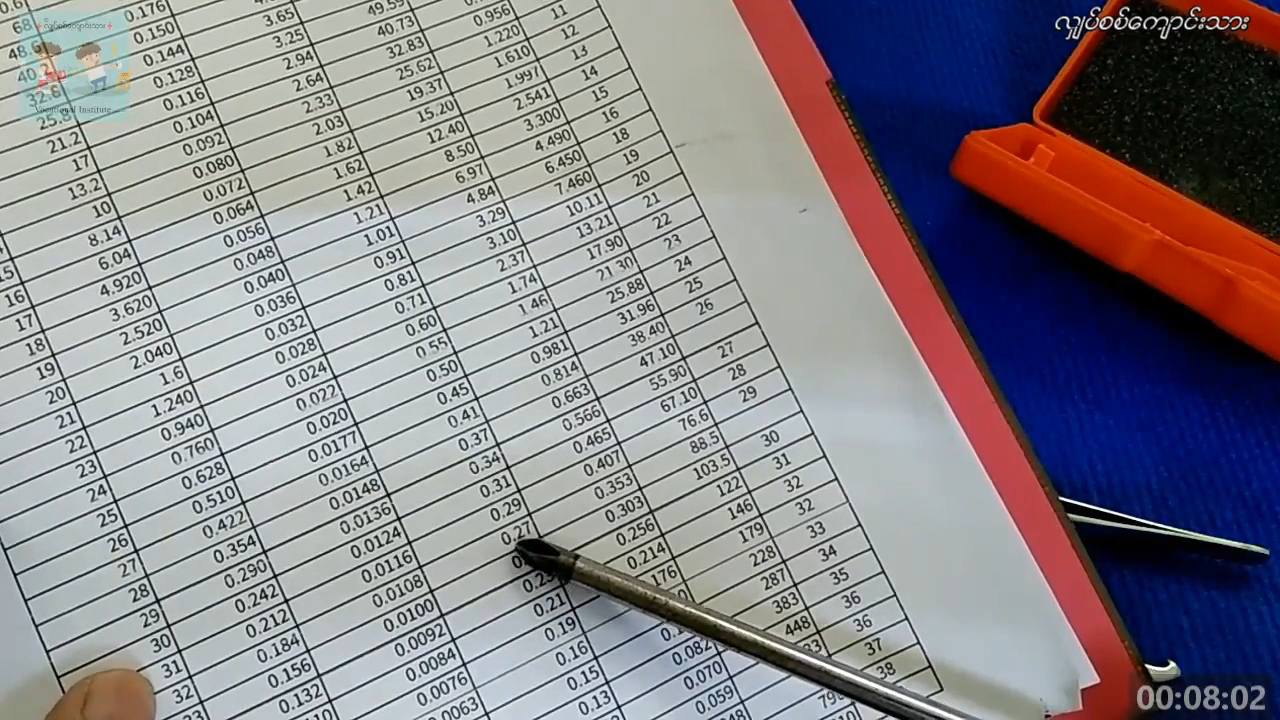 လျှပ်စစ်ကျောင်းသား
လျှပ်စစ်ကျောင်းသား
Vocational Institute
68 0.176
0.150
40.2 0.144 3.65
32.6 0.128 3.25 49.59
25.8 0.116 2.94 40.73
21.2 0.104 2.64 32.83 0.956
17 0.092 2.33 25.62 1.220 11
13.2 0.080 2.03 19.37 1.610 12
10 0.072 1.82 15.20 1.997 13
15 8.14 0.064 1.62 12.40 2.541 14
16 6.04 0.056 1.42 8.50 3.300 15
17 4.920 0.048 1.21 6.97 4.490 16
18 3.620 0.040 1.01 4.84 6.450 18
19 2.520 0.036 0.91 3.29 7.460 19
20 2.040 0.032 0.81 3.10 10.11 20
21 1.6 0.028 0.71 2.37 13.21 21
22 1.240 0.024 0.60 1.74 17.90 22
23 0.940 0.022 0.55 1.46 21.30 23
24 0.760 0.020 0.50 1.21 25.88 24
25 0.628 0.0177 0.45 0.981 31.96 25
26 0.510 0.0164 0.41 0.814 38.40 26
27 0.422 0.0148 0.37 0.663 47.10
28 0.354 0.0136 0.34 0.566 55.90 27
29 0.290 0.0124 0.31 0.465 67.10 28
30 0.242 0.0116 0.29 0.407 76.6 29
31 0.212 0.0108 0.27 0.353 88.5
32 0.184 0.0100 0.303 103.5 30
0.156 0.0092 0.256 122 31
0.132 0.0084 0.21 0.214 146 32
0.0076 0.19 179 32
0.16 228 33
0.15 287 34
0.13 0.082 383 35
0.070 448 36
0.059 36
37
38
00:08:02